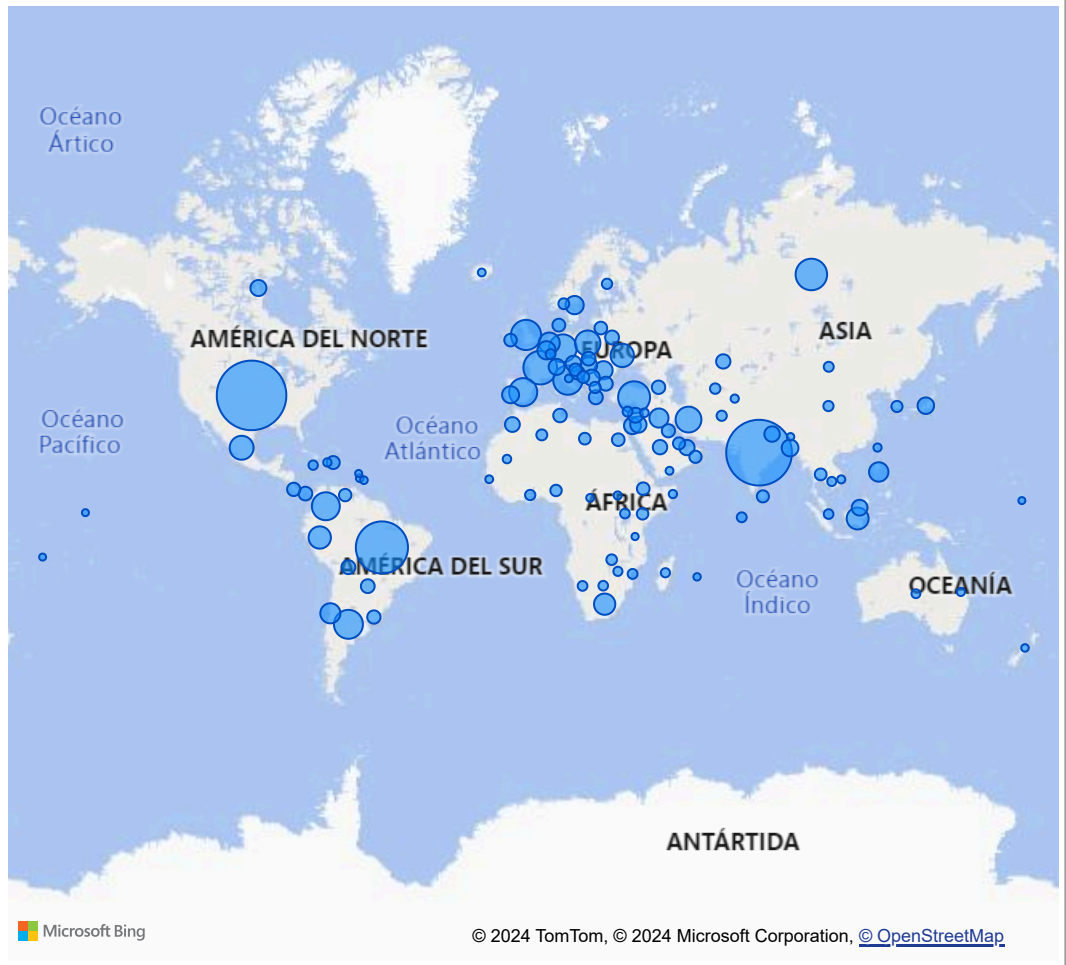 Océano
Ártico
AMÉRICA DEL NORTE
EUROPA
ASIA
Océano
Pacífico
Océano
Atlántico
ÁFRICA
AMÉRICA DEL SUR
Océano
Índico
OCEANÍA
ANTÁRTIDA
Microsoft Bing
© 2024 TomTom, © 2024 Microsoft Corporation, © OpenStreetMap